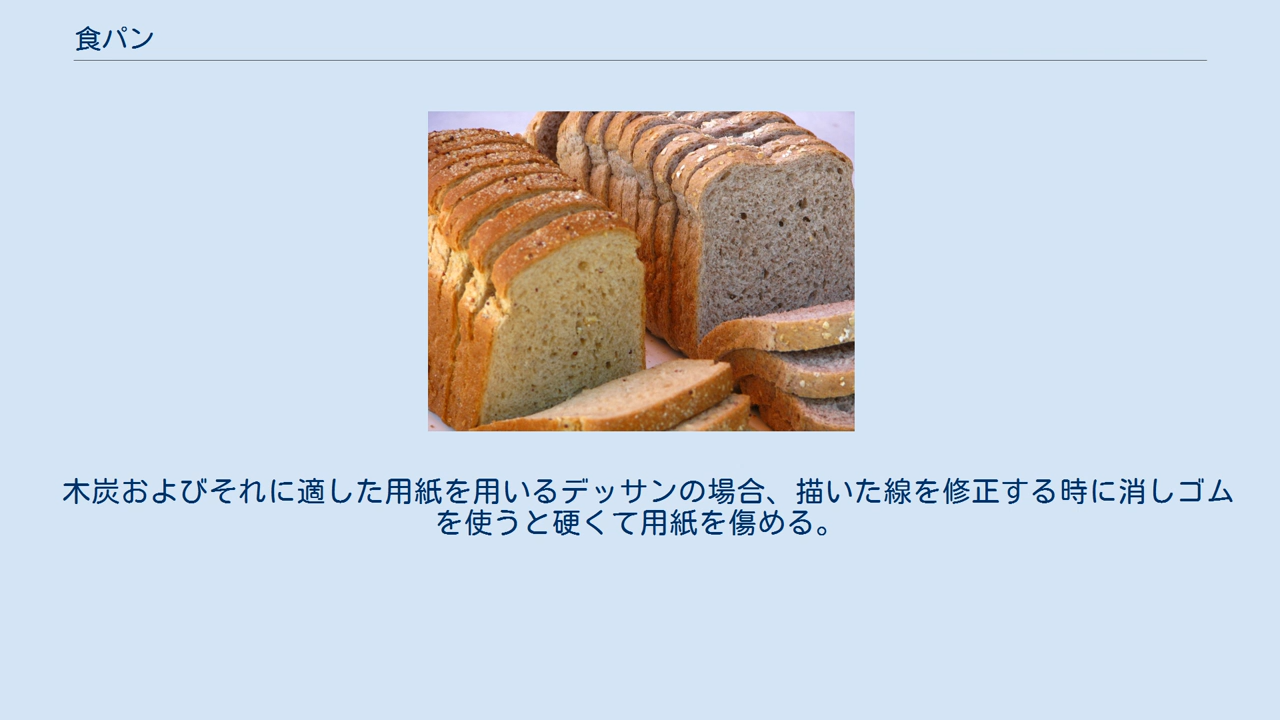 食パン
木炭およびそれに適した用紙を用いるデッサンの場合、描いた線を修正する時に消しゴム
を使うと硬くて用紙を傷める。